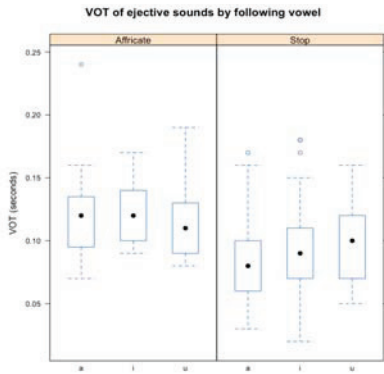 VOT of ejective sounds by following vowel
Affricate Stop
0.25
0.20
0.15
0.10
0.05
VOT (seconds)
a i u a i u